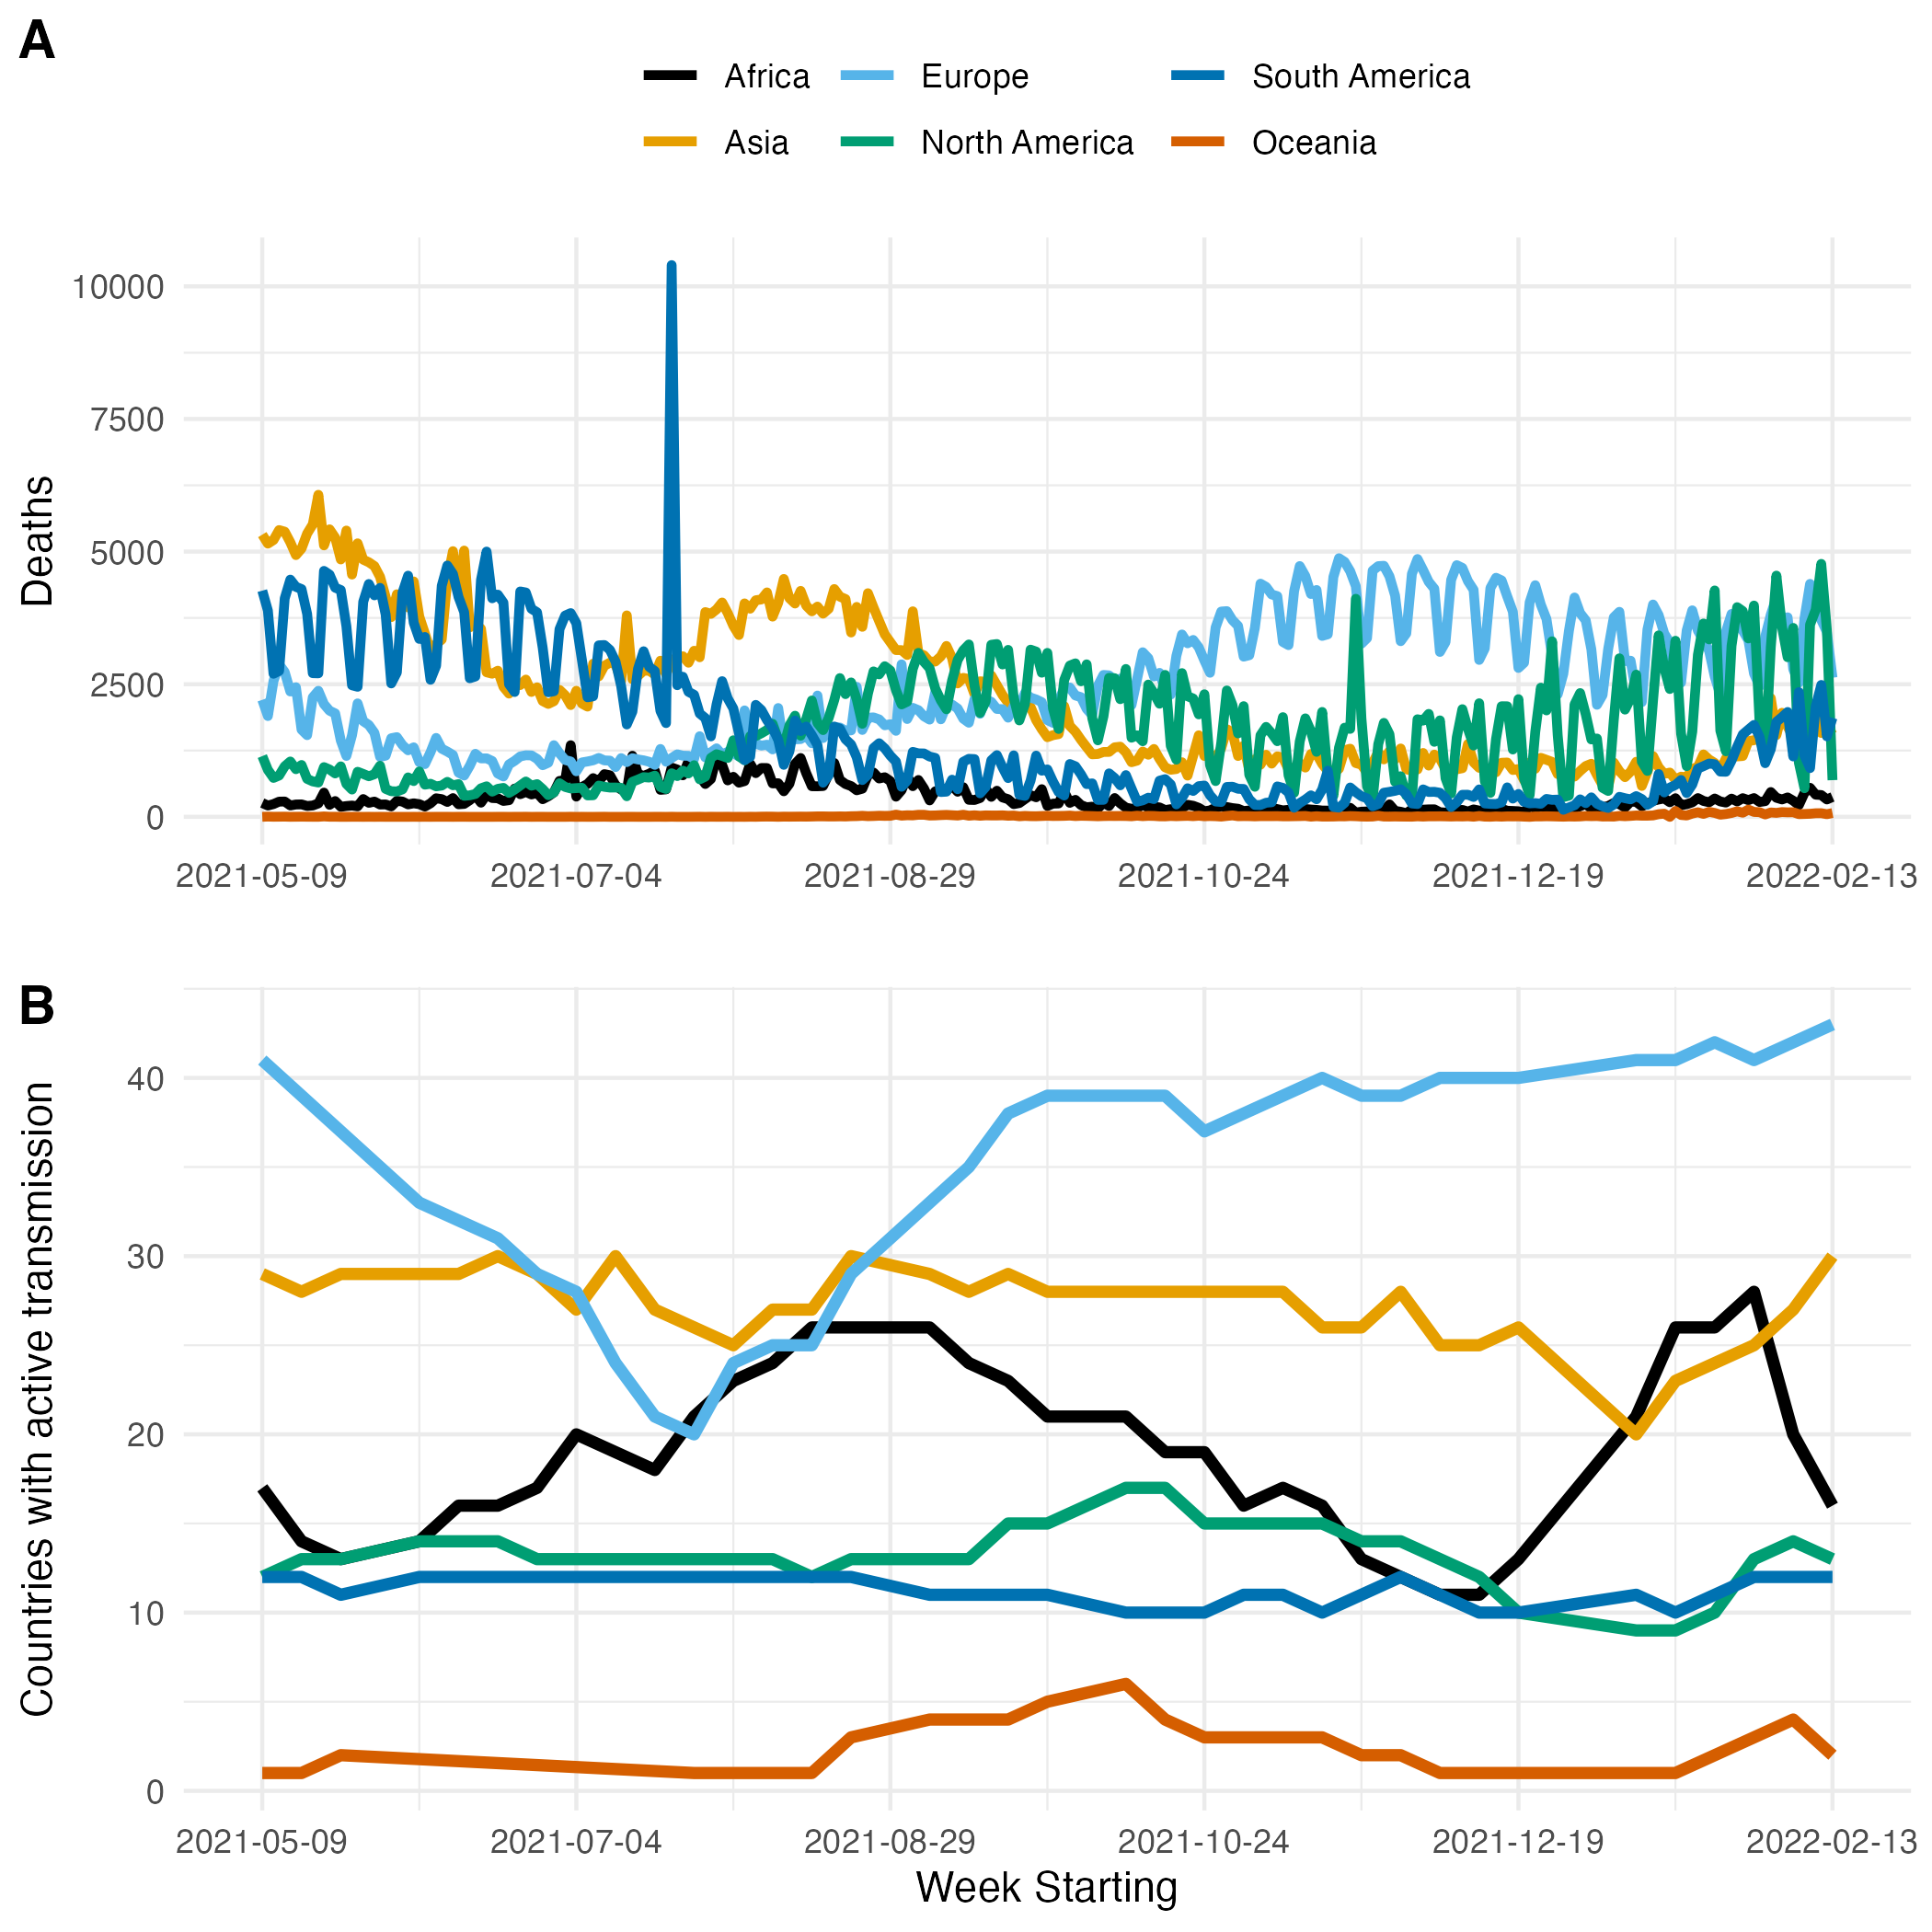 A
Africa Europe South America
Asia North America Oceania
10000
7500
5000
2500
0
Deaths
2021-05-09 2021-07-04 2021-08-29 2021-10-24 2021-12-19 2022-02-13
B
40
30
20
10
0
Countries with active transmission
2021-05-09 2021-07-04 2021-08-29 2021-10-24 2021-12-19 2022-02-13
Week Starting